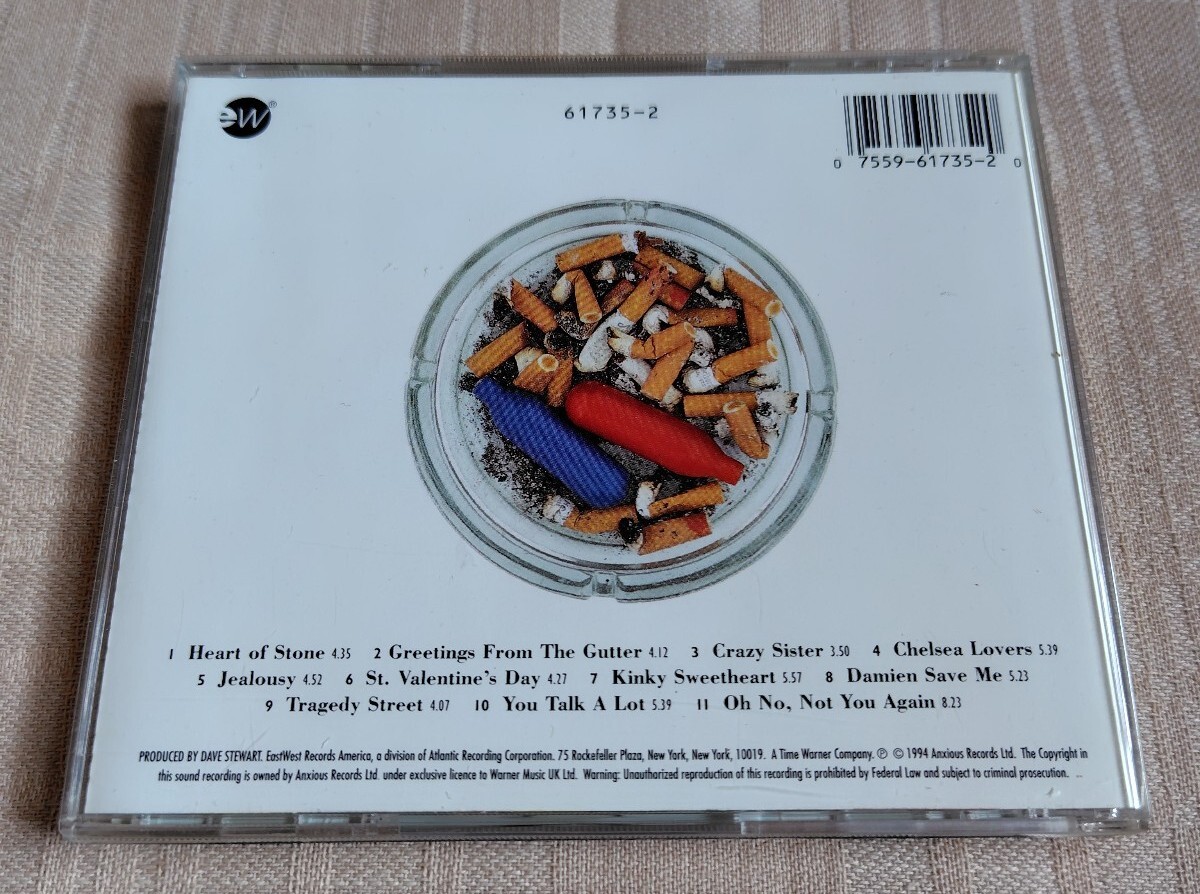 ew®
61735-2
0 7559-61735-2 0
1 Heart of Stone 4.35 2 Greetings From The Gutter 4.12 3 Crazy Sister 3.50 4 Chelsea Lovers 5.39
5 Jealousy 4.52 6 St. Valentine's Day 4.27 7 Kinky Sweetheart 5.57 8 Damien Save Me 5.23
9 Tragedy Street 4.07 10 You Talk A Lot 5.39 11 Oh No, Not You Again 8.23
PRODUCED BY DAVE STEWART. EastWest Records America, a division of Atlantic Recording Corporation. 75 Rockefeller Plaza, New York, New York, 10019. A Time Warner Company. ℗ © 1994 Anxious Records Ltd. The Copyright in
this sound recording is owned by Anxious Records Ltd. under exclusive licence to Warner Music UK Ltd. Warning: Unauthorized reproduction of this recording is prohibited by Federal Law and subject to criminal prosecution.